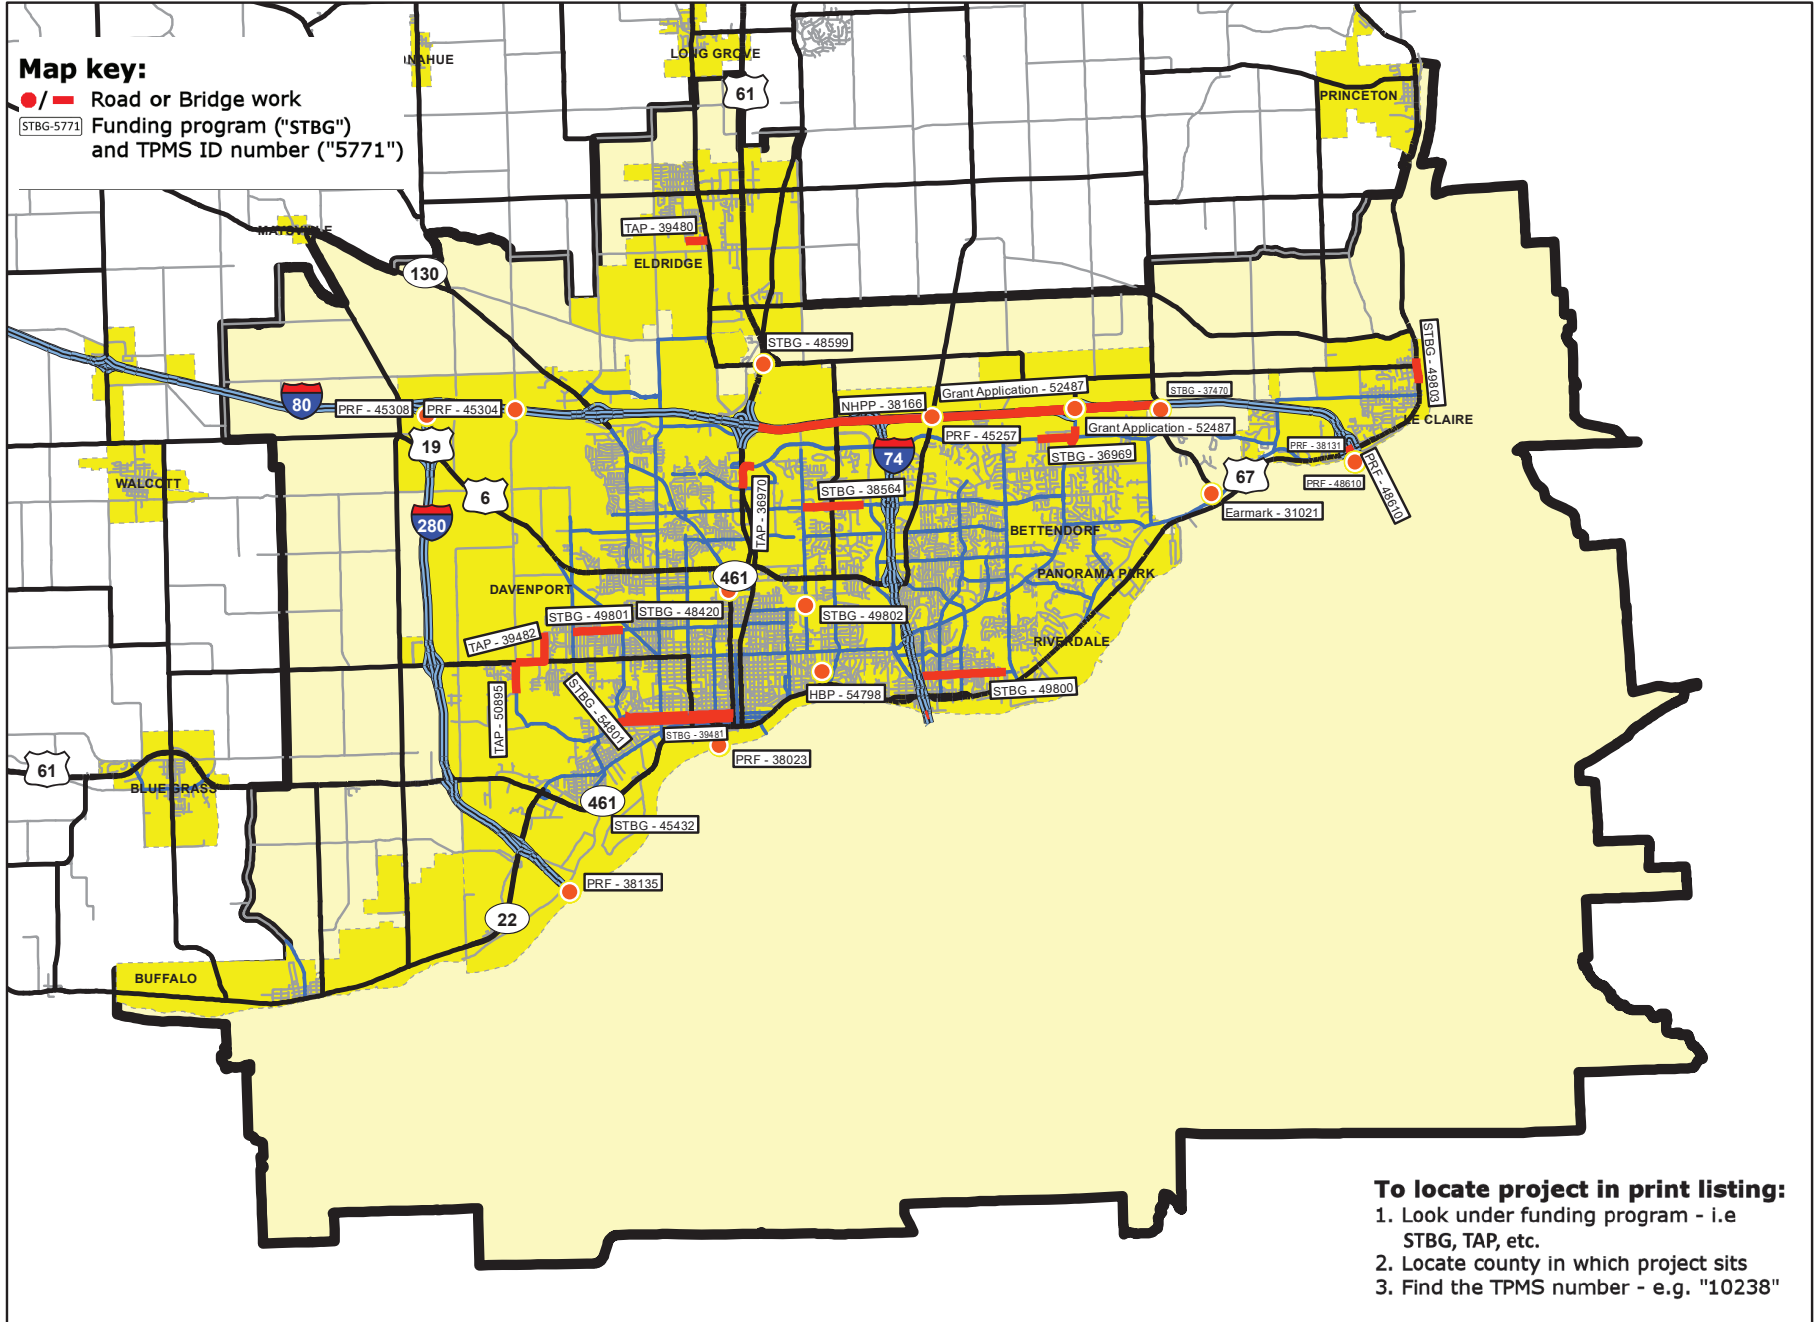 Map key:
/ Road or Bridge work
STBG-5771 Funding program ("STBG")
and TPMS ID number ("5771")
LONG GROVE
61
PRINCETON
MAYSVILLE
TAP - 39480
ELDRIDGE
130
STBG - 48599
STBG - 49803
80
PRF - 45308
PRF - 45304
NHPP - 38166
Grant Application - 52487
STBG - 37470
LE CLAIRE
19
PRF - 45257
Grant Application - 52487
74
STBG - 36969
PRF - 38131
PRF - 48610
PRF - 48610
67
WALCOTT
6
280
TAP - 36970
STBG - 38564
Earmark - 31021
BETTENDORF
PANORAMA PARK
461
DAVENPORT
STBG - 49801
STBG - 48420
STBG - 49802
TAP - 39482
RIVERDALE
TAP - 50895
STBG - 54801
HBP - 54798
STBG - 49800
STBG - 39481
PRF - 38023
61
BLUE GRASS
461
STBG - 45432
PRF - 38135
22
BUFFALO
To locate project in print listing:
1. Look under funding program - i.e
STBG, TAP, etc.
2. Locate county in which project sits
3. Find the TPMS number - e.g. "10238"